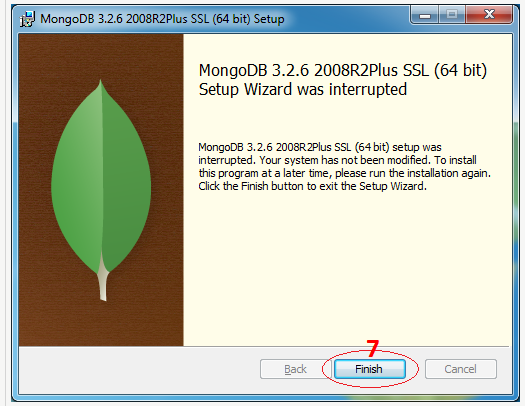 MongoDB 3.2.6 2008R2Plus SSL (64 bit) Setup
MongoDB 3.2.6 2008R2Plus SSL (64 bit)
Setup Wizard was interrupted
MongoDB 3.2.6 2008R2Plus SSL (64 bit) setup was
interrupted. Your system has not been modified. To install
this program at a later time, please run the installation again.
Click the Finish button to exit the Setup Wizard.
7
Back Finish Cancel